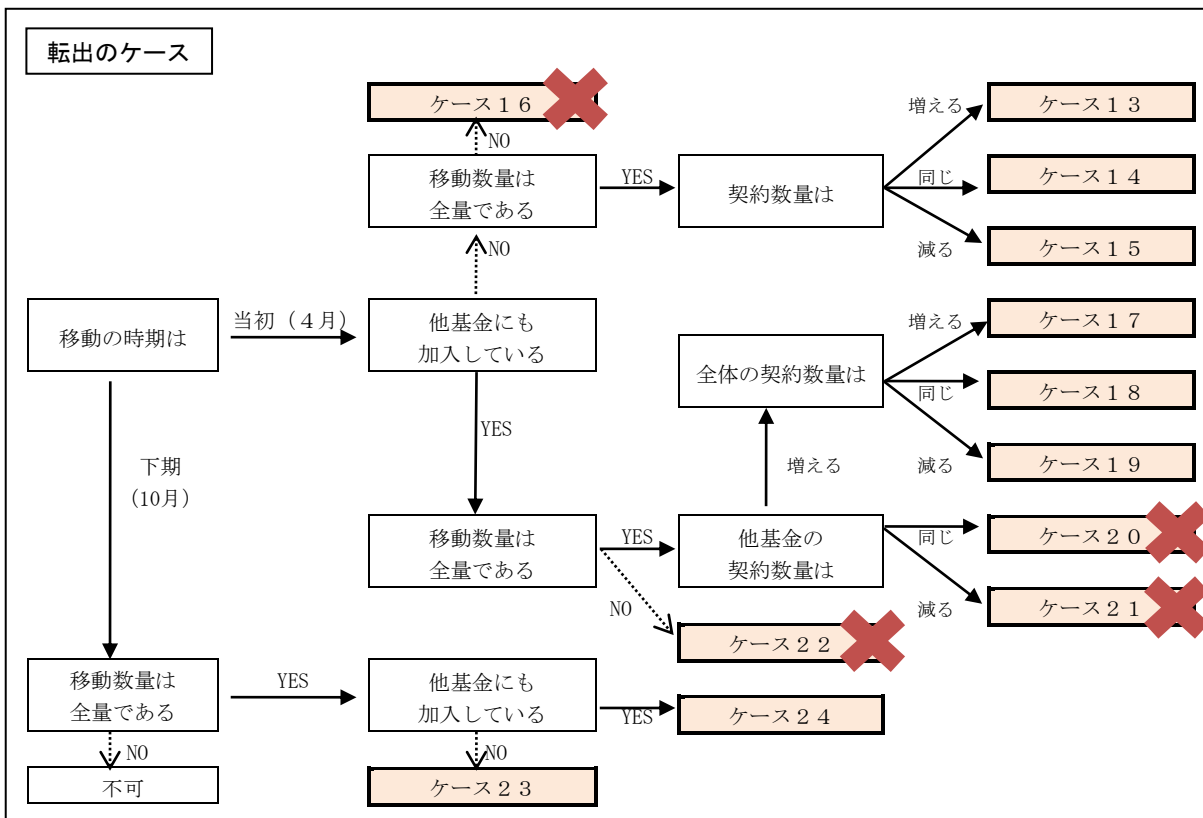 転出のケース
ケース１６
NO
移動数量は
全量である
YES
契約数量は
増える
ケース１３
同じ
ケース１４
減る
ケース１５
NO
移動の時期は
当初（４月）
他基金にも
加入している
全体の契約数量は
増える
ケース１７
同じ
ケース１８
減る
ケース１９
YES
増える
下期
（10月）
移動数量は
全量である
YES
他基金の
契約数量は
同じ
ケース２０
減る
ケース２１
NO
ケース２２
移動数量は
全量である
YES
他基金にも
加入している
YES
ケース２４
NO
不可
NO
ケース２３